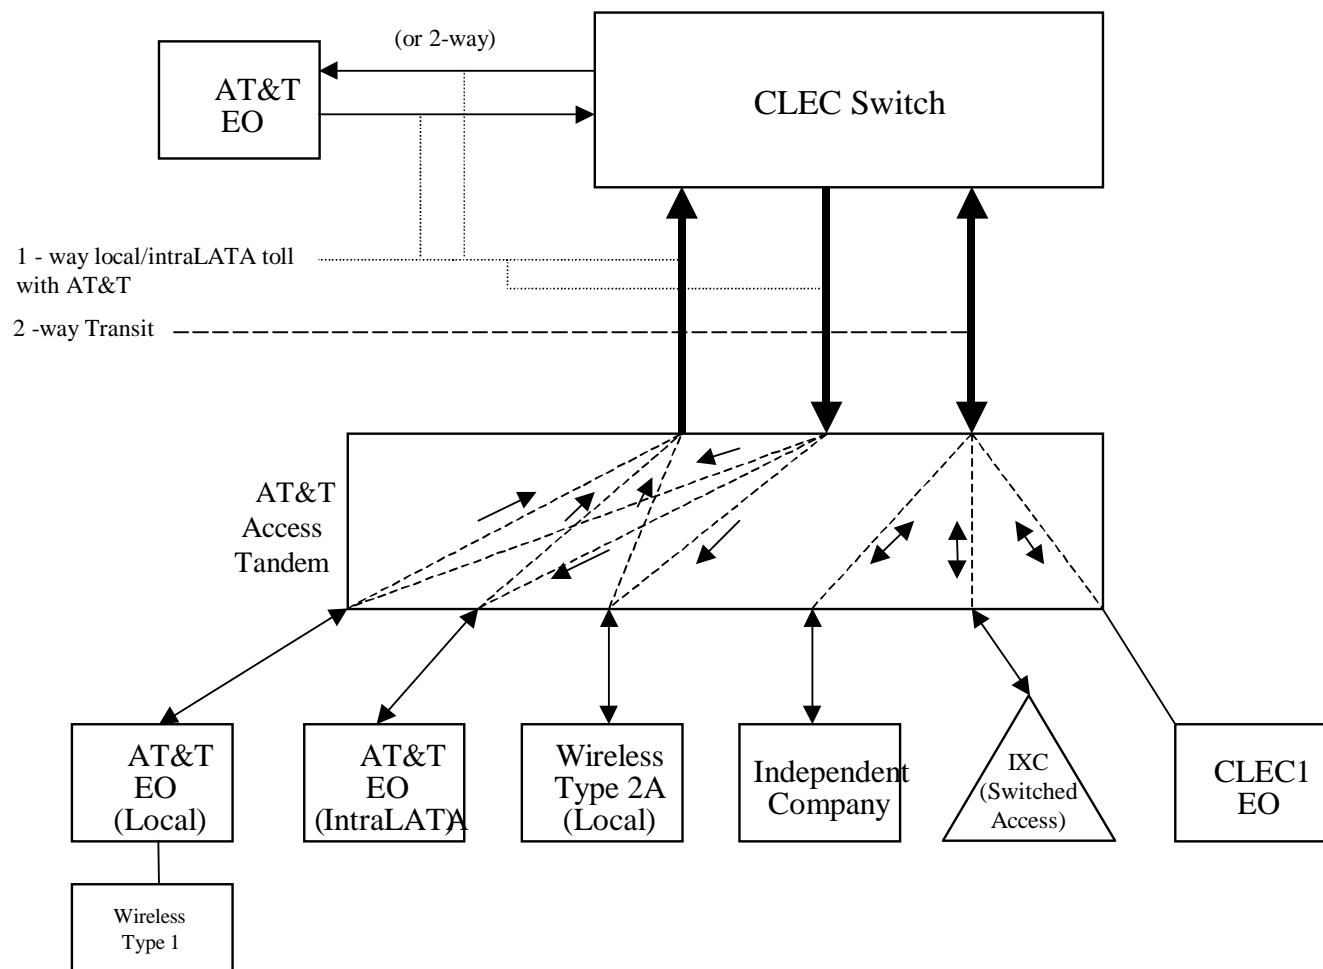 (or 2-way)
AT&T
EO
CLEC Switch
1 - way local/intraLATA toll
with AT&T
2 -way Transit
AT&T
Access
Tandem
AT&T
EO
(Local)
AT&T
EO
(IntraLATA)
Wireless
Type 2A
(Local)
Independent
Company
IXC
(Switched
Access)
CLEC1
EO
Wireless
Type 1